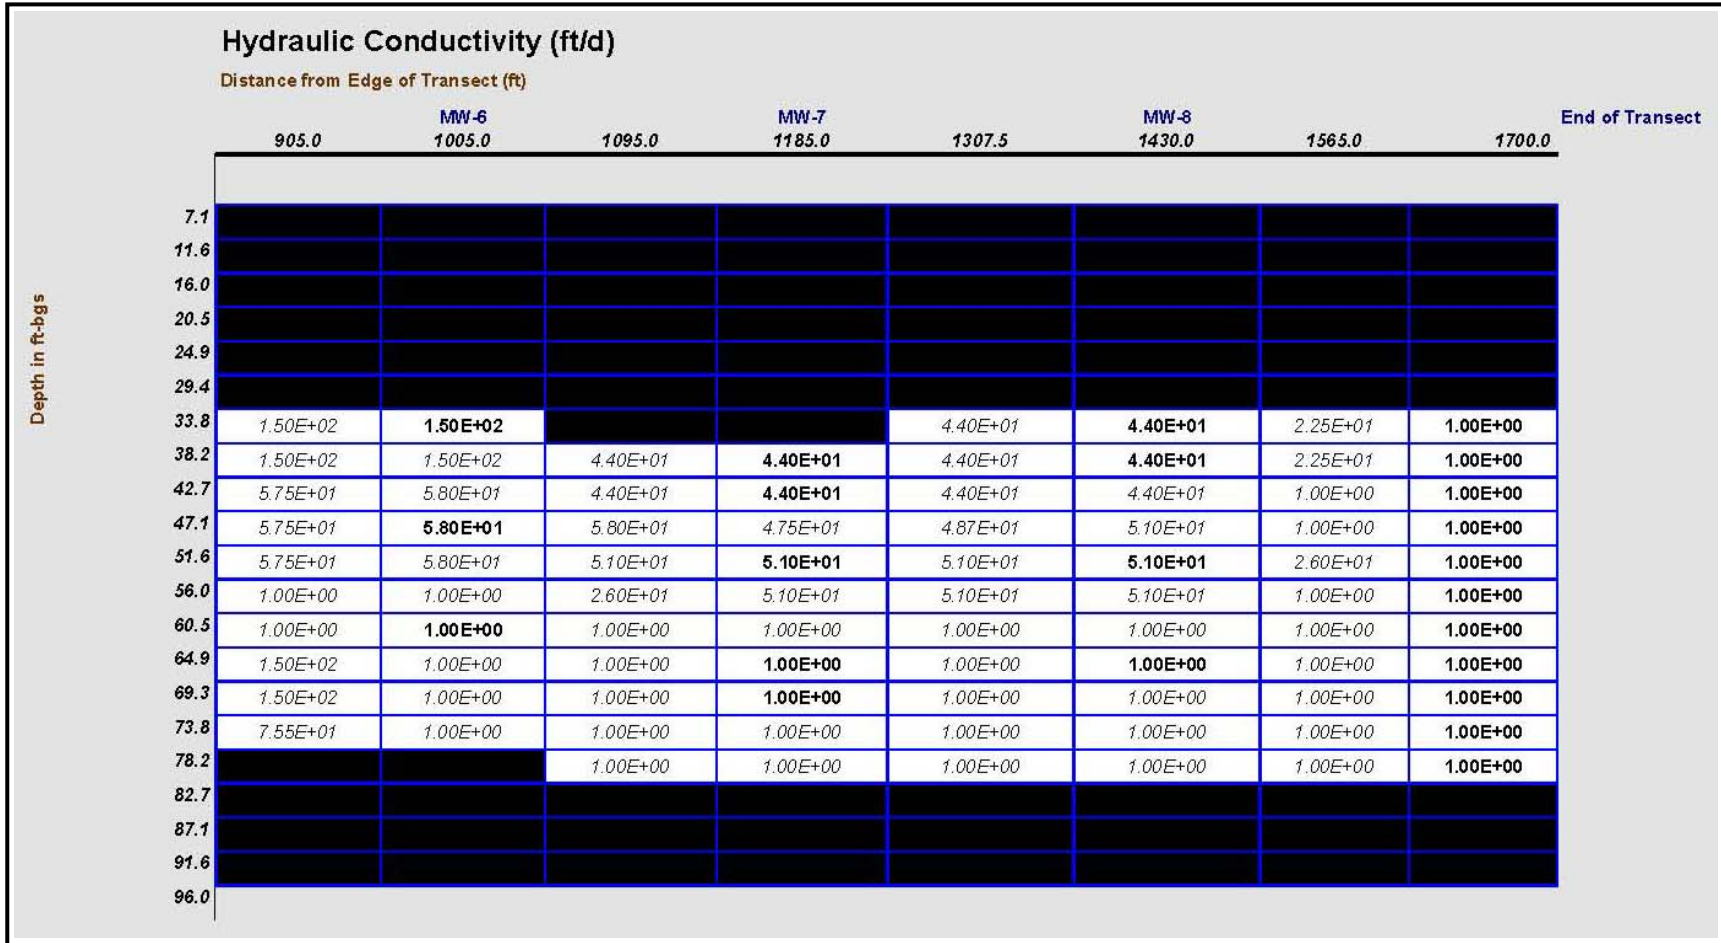 Hydraulic Conductivity (ft/d)
Distance from Edge of Transect (ft)
MW-6 MW-7 MW-8 End of Transect
905.0 1005.0 1095.0 1185.0 1307.5 1430.0 1565.0 1700.0
Depth in ft-bgs
7.1
11.6
16.0
20.5
24.9
29.4
33.8 1.50E+02 1.50E+02 4.40E+01 4.40E+01 2.25E+01 1.00E+00
38.2 1.50E+02 1.50E+02 4.40E+01 4.40E+01 4.40E+01 4.40E+01 2.25E+01 1.00E+00
42.7 5.75E+01 5.80E+01 4.40E+01 4.40E+01 4.40E+01 4.40E+01 1.00E+00 1.00E+00
47.1 5.75E+01 5.80E+01 5.80E+01 4.75E+01 4.87E+01 5.10E+01 1.00E+00 1.00E+00
51.6 5.75E+01 5.80E+01 5.10E+01 5.10E+01 5.10E+01 5.10E+01 2.60E+01 1.00E+00
56.0 1.00E+00 1.00E+00 2.60E+01 5.10E+01 5.10E+01 5.10E+01 1.00E+00 1.00E+00
60.5 1.00E+00 1.00E+00 1.00E+00 1.00E+00 1.00E+00 1.00E+00 1.00E+00 1.00E+00
64.9 1.50E+02 1.00E+00 1.00E+00 1.00E+00 1.00E+00 1.00E+00 1.00E+00 1.00E+00
69.3 1.50E+02 1.00E+00 1.00E+00 1.00E+00 1.00E+00 1.00E+00 1.00E+00 1.00E+00
73.8 7.55E+01 1.00E+00 1.00E+00 1.00E+00 1.00E+00 1.00E+00 1.00E+00 1.00E+00
78.2 1.00E+00 1.00E+00 1.00E+00 1.00E+00 1.00E+00 1.00E+00
82.7
87.1
91.6
96.0